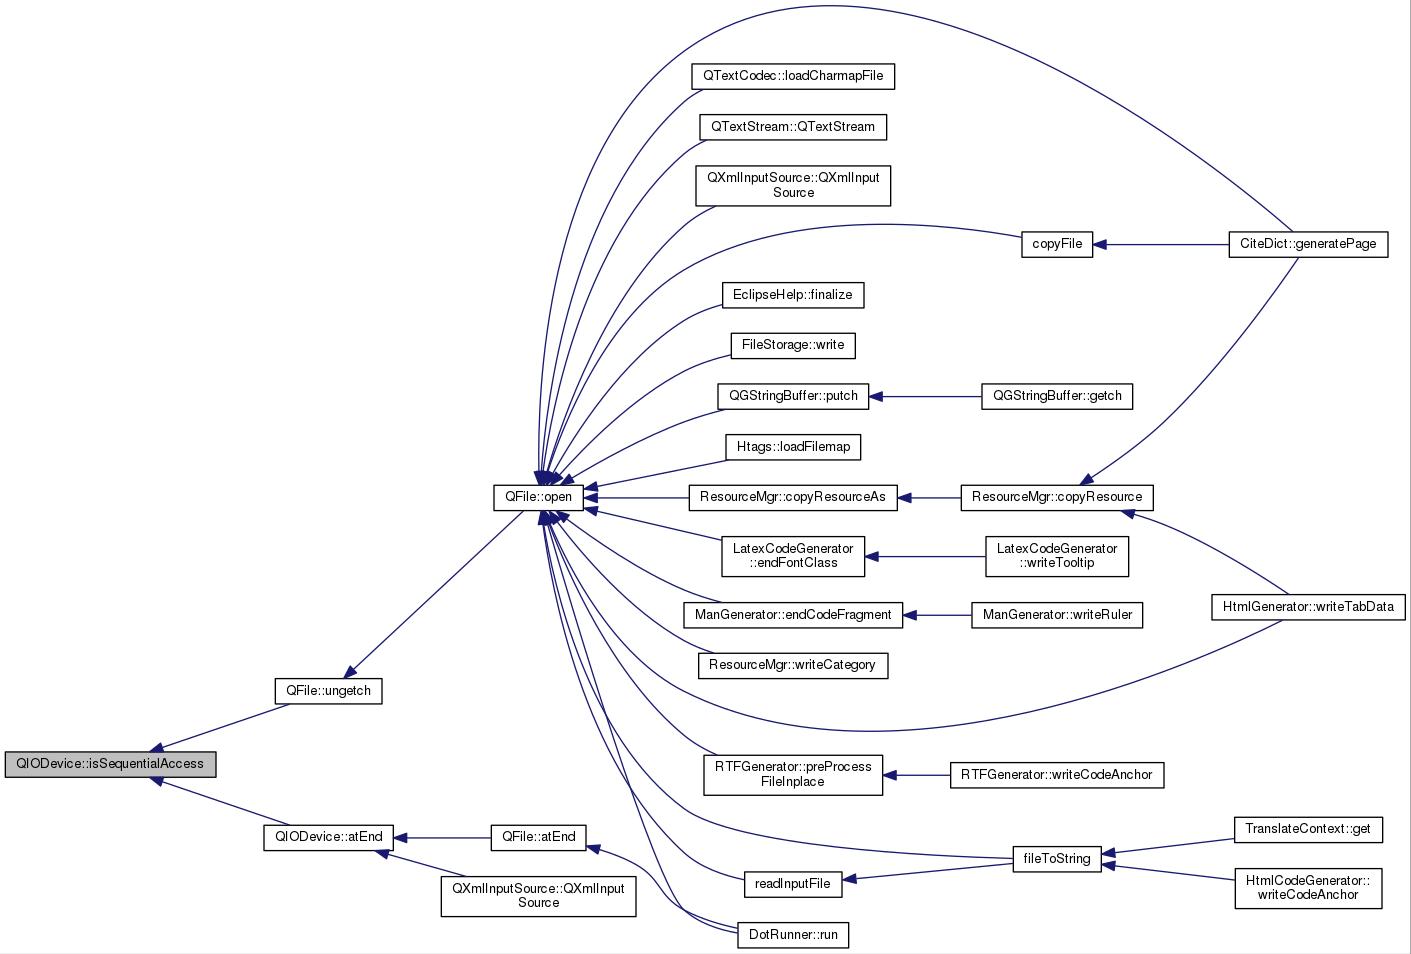 QTextCodec::loadCharmapFile
QTextStream::QTextStream
QXmlInputSource::QXmlInput
Source
copyFile
CiteDict::generatePage
EclipseHelp::finalize
FileStorage::write
QGStringBuffer::putch
QGStringBuffer::getch
Htags::loadFilemap
QFile::open
ResourceMgr::copyResourceAs
ResourceMgr::copyResource
LatexCodeGenerator
::endFontClass
LatexCodeGenerator
::writeTooltip
ManGenerator::endCodeFragment
ManGenerator::writeRuler
HtmlGenerator::writeTabData
ResourceMgr::writeCategory
QFile::ungetch
QIODevice::isSequentialAccess
RTFGenerator::preProcess
FileInplace
RTFGenerator::writeCodeAnchor
QIODevice::atEnd
QFile::atEnd
TranslateContext::get
fileToString
readInputFile
QXmlInputSource::QXmlInput
Source
HtmlCodeGenerator::
writeCodeAnchor
DotRunner::run